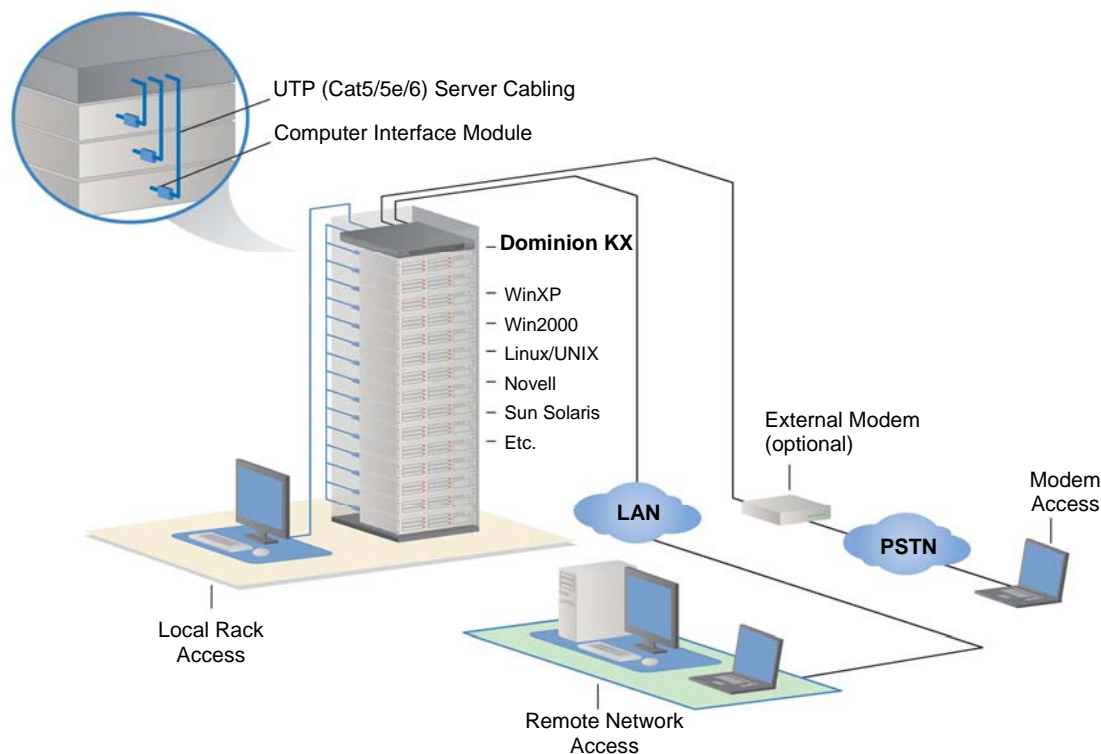 UTP (Cat5/5e/6) Server Cabling
Computer Interface Module
Dominion KX
WinXP
Win2000
Linux/UNIX
Novell
Sun Solaris
Etc.
External Modem
(optional)
Modem
Access
LAN
PSTN
Local Rack
Access
Remote Network
Access